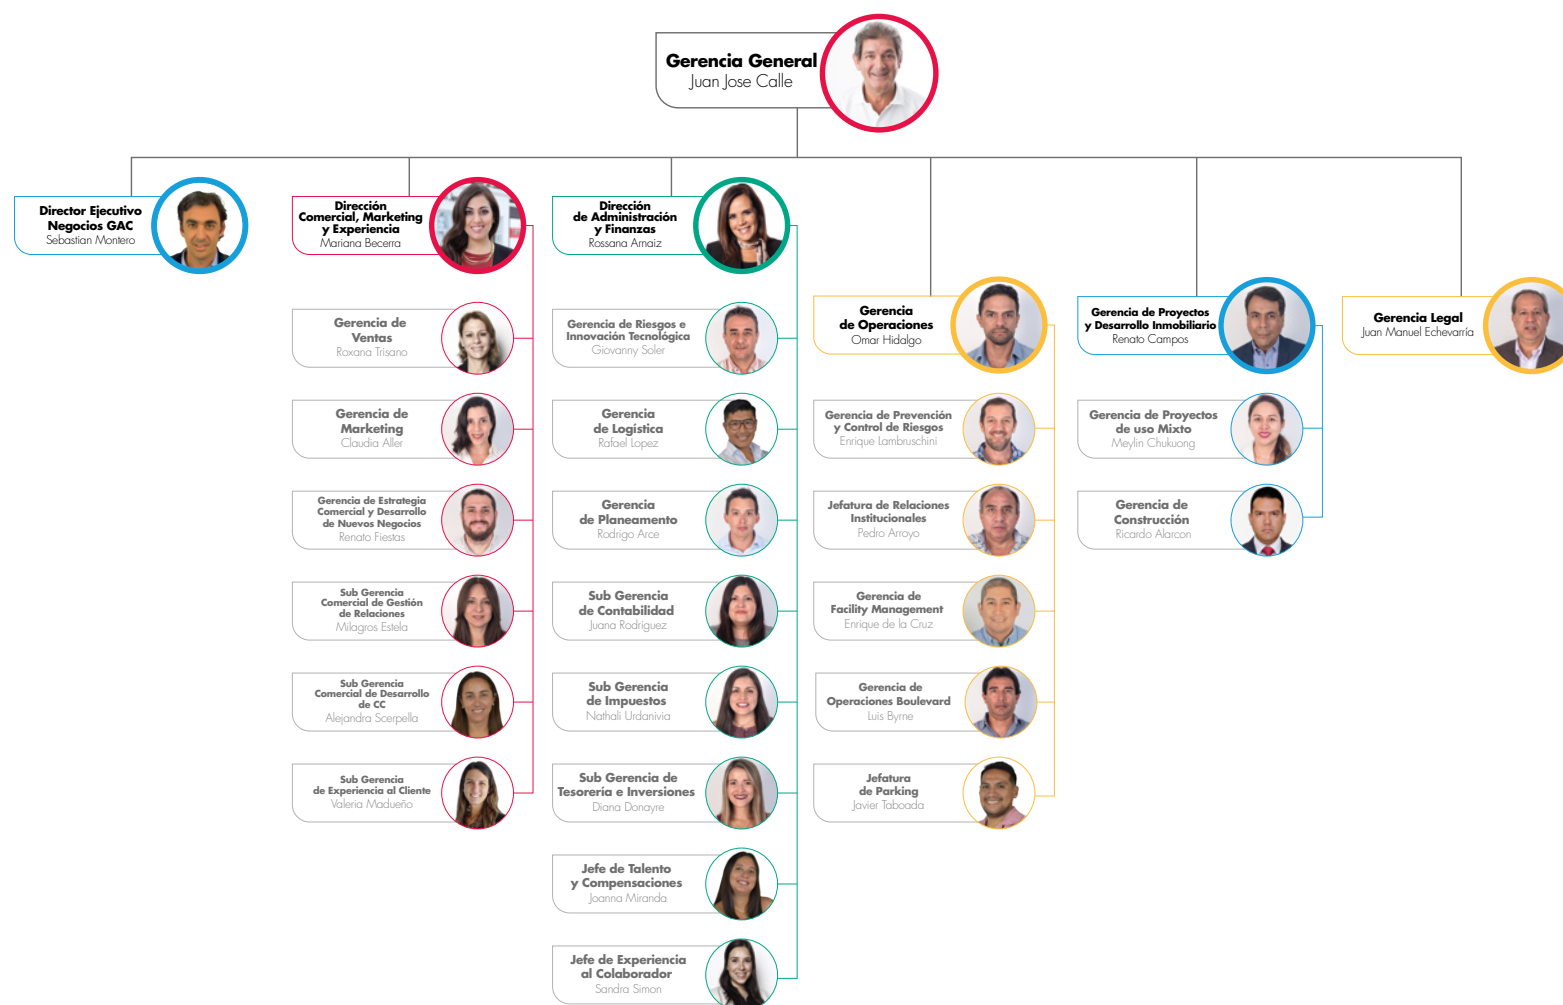 Gerencia General
Juan Jose Calle
Director Ejecutivo
Negocios GAC
Sebastian Montero
Dirección
Comercial, Marketing
y Experiencia
Mariana Becerra
Dirección
de Administración
y Finanzas
Rossana Arnaiz
Gerencia
de Operaciones
Omar Hidalgo
Gerencia de Proyectos
y Desarrollo Inmobiliario
Renato Campos
Gerencia Legal
Juan Manuel Echevarría
Gerencia de
Ventas
Roxana Trisano
Gerencia de
Marketing
Claudia Aller
Gerencia de Estrategia
Comercial y Desarrollo
de Nuevos Negocios
Renato Fiestas
Sub Gerencia
Comercial de Gestión
de Relaciones
Milagros Estela
Sub Gerencia
Comercial de Desarrollo
de CC
Alejandra Scerpella
Sub Gerencia
de Experiencia al Cliente
Valeria Madueño
Gerencia de Riesgos e
Innovación Tecnológica
Giovanny Soler
Gerencia
de Logística
Rafael Lopez
Gerencia
de Planeamento
Rodrigo Arce
Sub Gerencia
de Contabilidad
Juana Rodriguez
Sub Gerencia
de Impuestos
Nathali Urdanivia
Sub Gerencia de
Tesorería e Inversiones
Diana Donayre
Jefe de Talento
y Compensaciones
Joanna Miranda
Jefe de Experiencia
al Colaborador
Sandra Simon
Gerencia de Prevención
y Control de Riesgos
Enrique Lambruschini
Jefatura de Relaciones
Institucionales
Pedro Arroyo
Gerencia de
Facility Management
Enrique de la Cruz
Gerencia de
Operaciones Boulevard
Luis Byrne
Jefatura
de Parking
Javier Taboada
Gerencia de Proyectos
de uso Mixto
Meylin Chukuong
Gerencia de
Construcción
Ricardo Alarcon